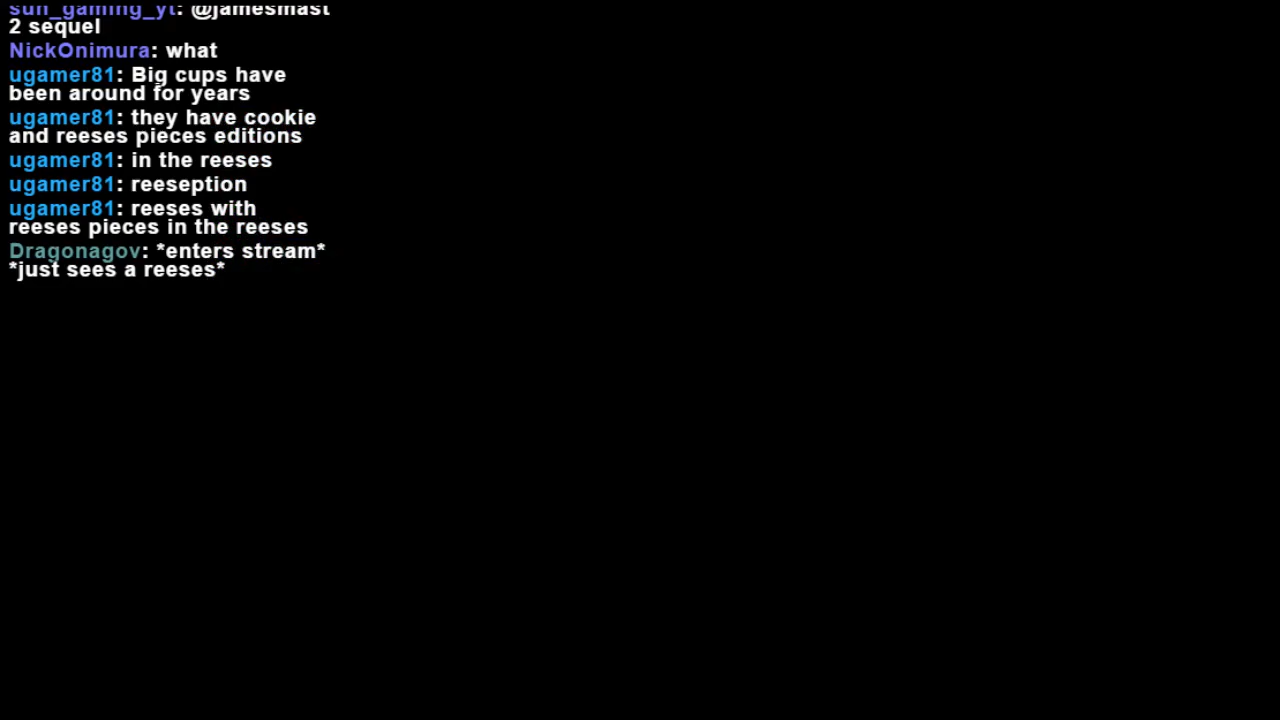 sun_gaming_yt: @jamesmast
2 sequel
NickOnimura: what
ugamer81: Big cups have
been around for years
ugamer81: they have cookie
and reeses pieces editions
ugamer81: in the reeses
ugamer81: reeseption
ugamer81: reeses with
reeses pieces in the reeses
Dragonagov: *enters stream*
*just sees a reeses*